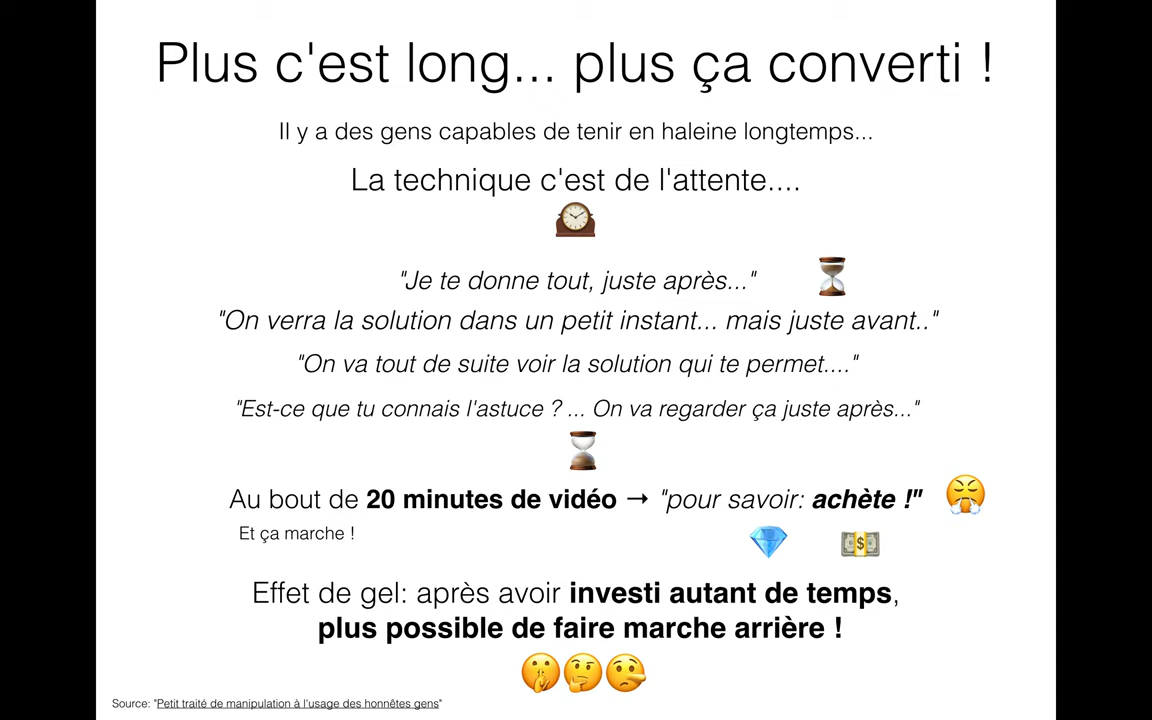 Plus c'est long... plus ça converti !
Il y a des gens capables de tenir en haleine longtemps...
La technique c'est de l'attente....
"Je te donne tout, juste après..."
"On verra la solution dans un petit instant... mais juste avant.."
"On va tout de suite voir la solution qui te permet...."
"Est-ce que tu connais l'astuce ? ... On va regarder ça juste après..."
Au bout de 20 minutes de vidéo → "pour savoir: achète !"
Et ça marche !
Effet de gel: après avoir investi autant de temps,
plus possible de faire marche arrière !
Source: "Petit traité de manipulation à l'usage des honnêtes gens"